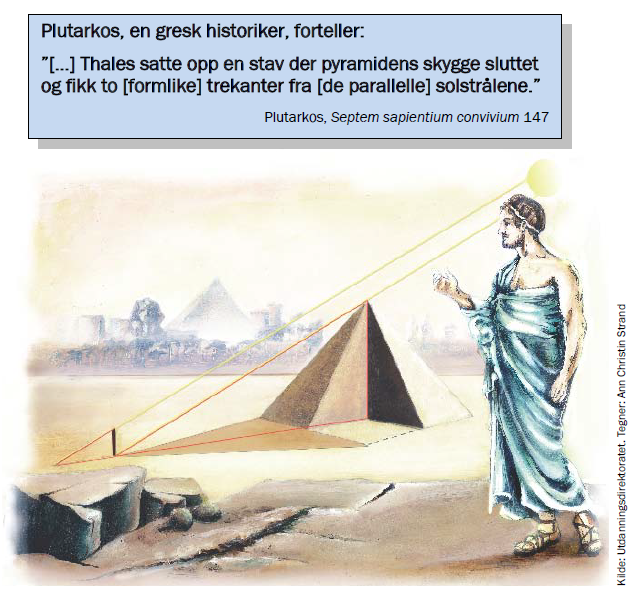 Plutarkos, en gresk historiker, forteller:
”[...] Thales satte opp en stav der pyramidens skygge sluttet
og fikk to [formlike] trekanter fra [de parallelle] solstrålene.”
Plutarkos, Septem sapientium convivium 147
Kilde: Utdanningsdirektoratet. Tegner: Ann Christin Strand